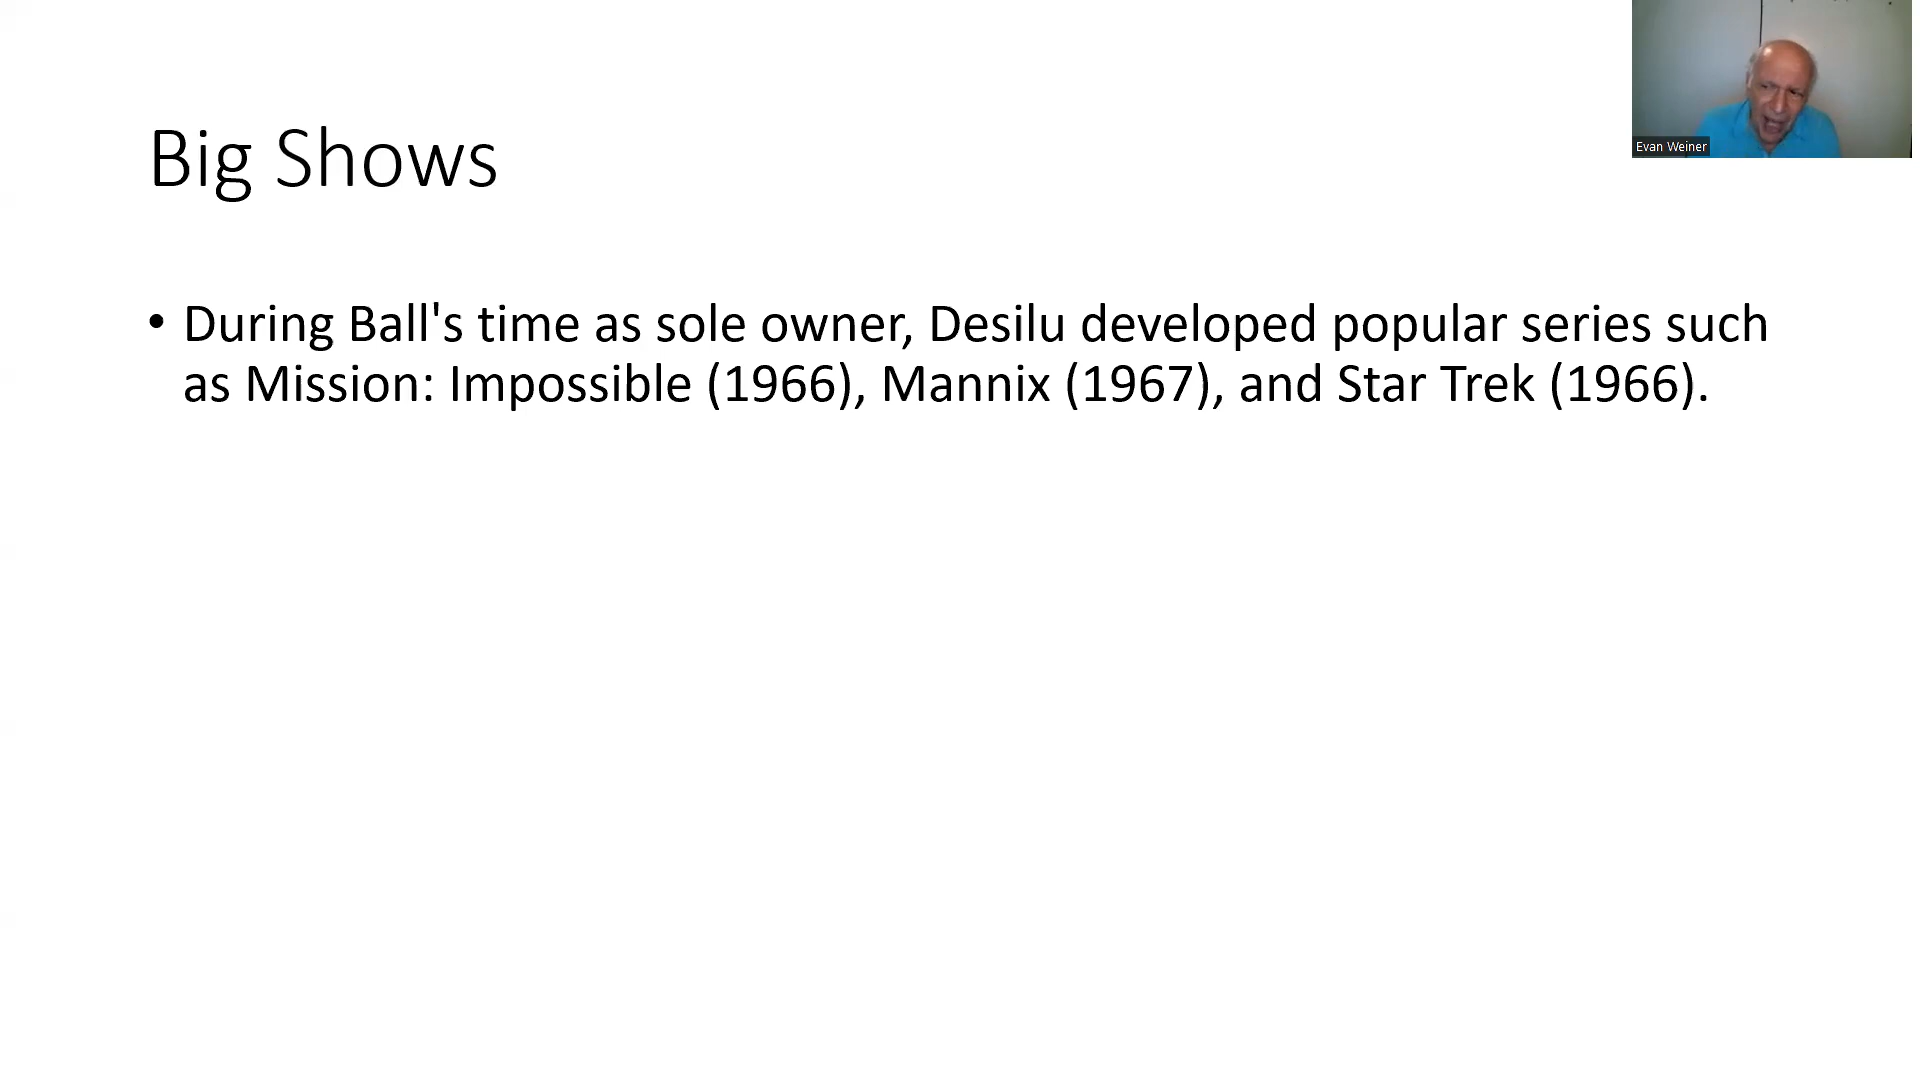 Big Shows
Evan Weiner
• During Ball's time as sole owner, Desilu developed popular series such
as Mission: Impossible (1966), Mannix (1967), and Star Trek (1966).